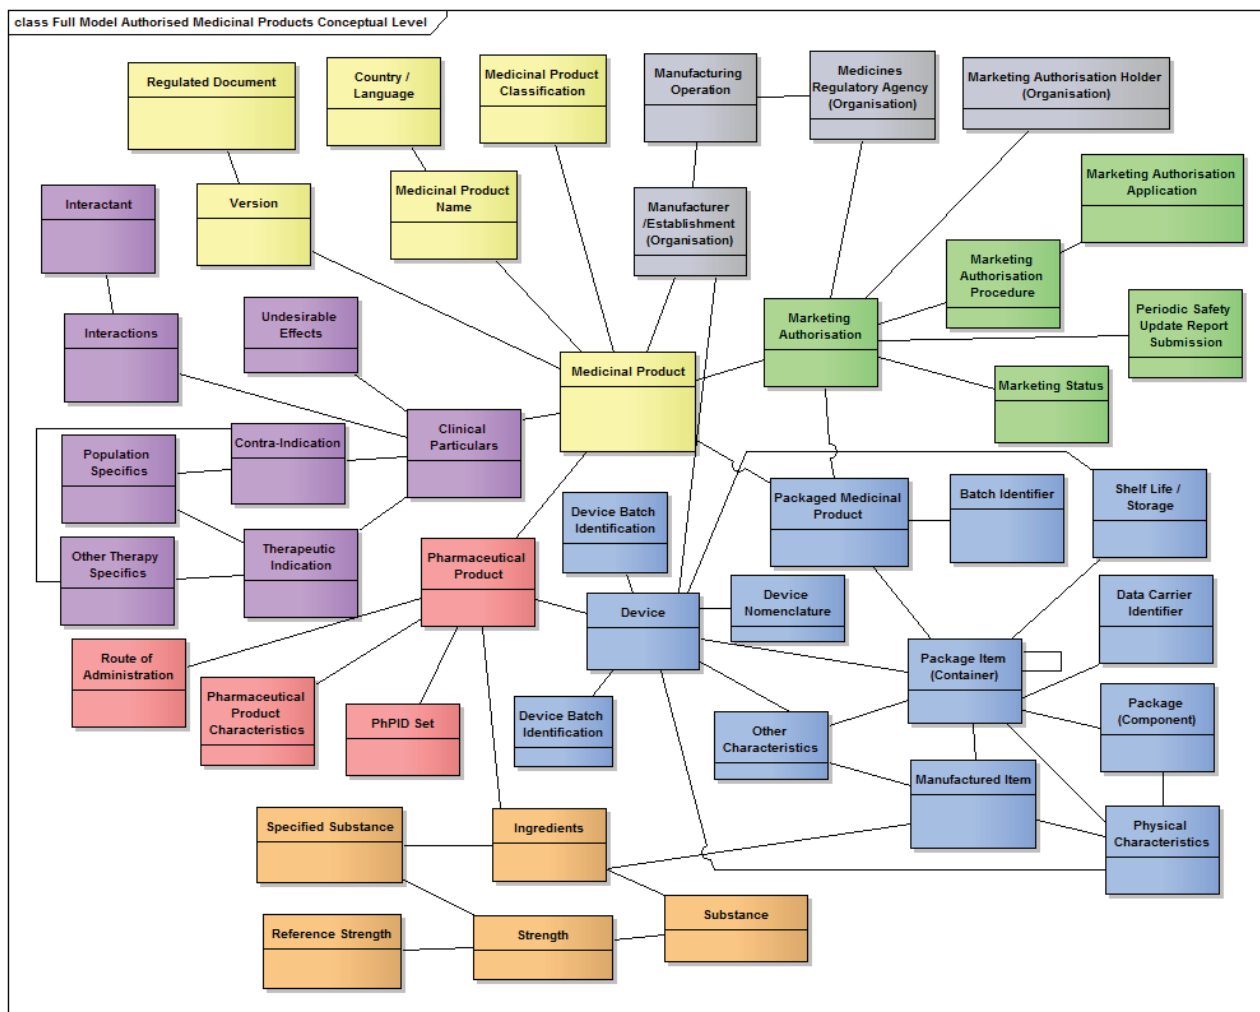 class Full Model Authorised Medicinal Products Conceptual Level
Regulated Document
Country /
Language
Medicinal Product
Classification
Manufacturing
Operation
Medicines
Regulatory Agency
(Organisation)
Marketing Authorisation Holder
(Organisation)
Interactant
Version
Medicinal Product
Name
Manufacturer
/Establishment
(Organisation)
Marketing Authorisation
Application
Marketing
Authorisation
Procedure
Interactions
Undesirable
Effects
Marketing
Authorisation
Periodic Safety
Update Report
Submission
Medicinal Product
Marketing Status
Population
Specifics
Contra-Indication
Clinical
Particulars
Device Batch
Identification
Packaged Medicinal
Product
Batch Identifier
Shelf Life /
Storage
Other Therapy
Specifics
Therapeutic
Indication
Pharmaceutical
Product
Device
Device
Nomenclature
Data Carrier
Identifier
Route of
Administration
Pharmaceutical
Product
Characteristics
PhPID Set
Device Batch
Identification
Other
Characteristics
Package Item
(Container)
Package
(Component)
Manufactured Item
Specified Substance
Ingredients
Physical
Characteristics
Reference Strength
Strength
Substance